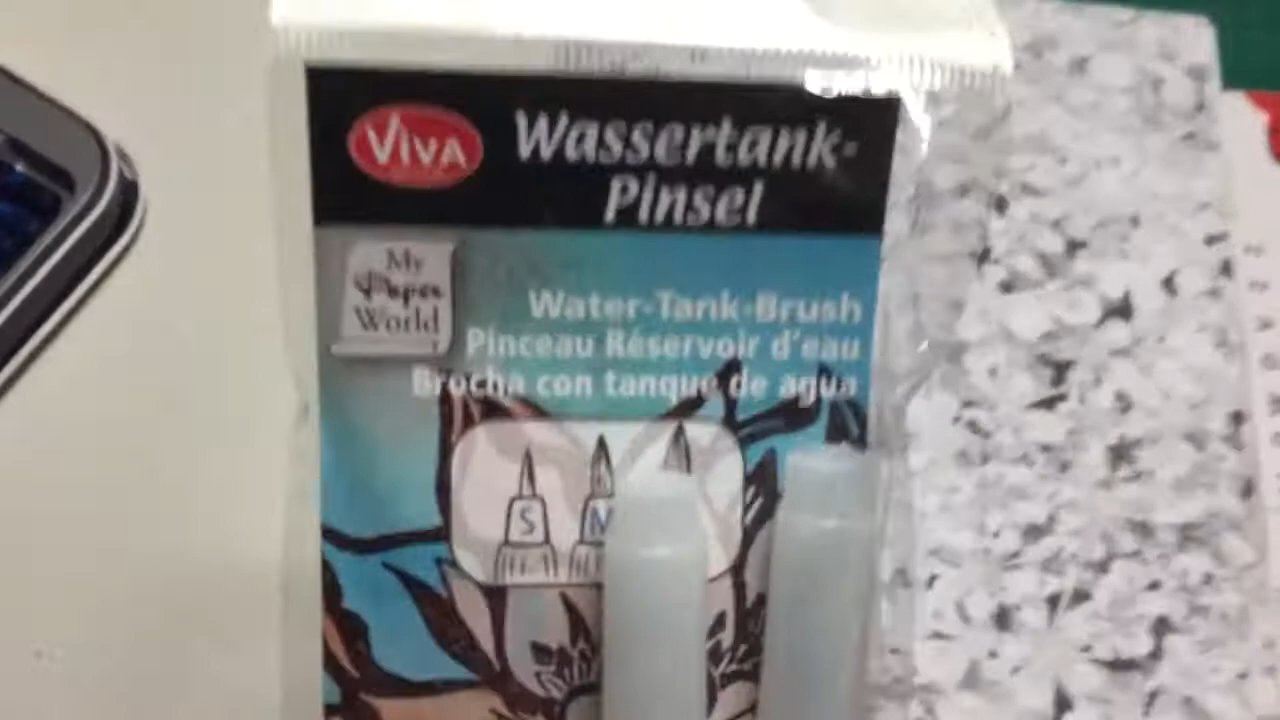 VIVA
Wassertank-
Pinsel
My
Paper
World
Water-Tank-Brush
Pinceau Réservoir d'eau
Brocha con tanque de agua
S
M